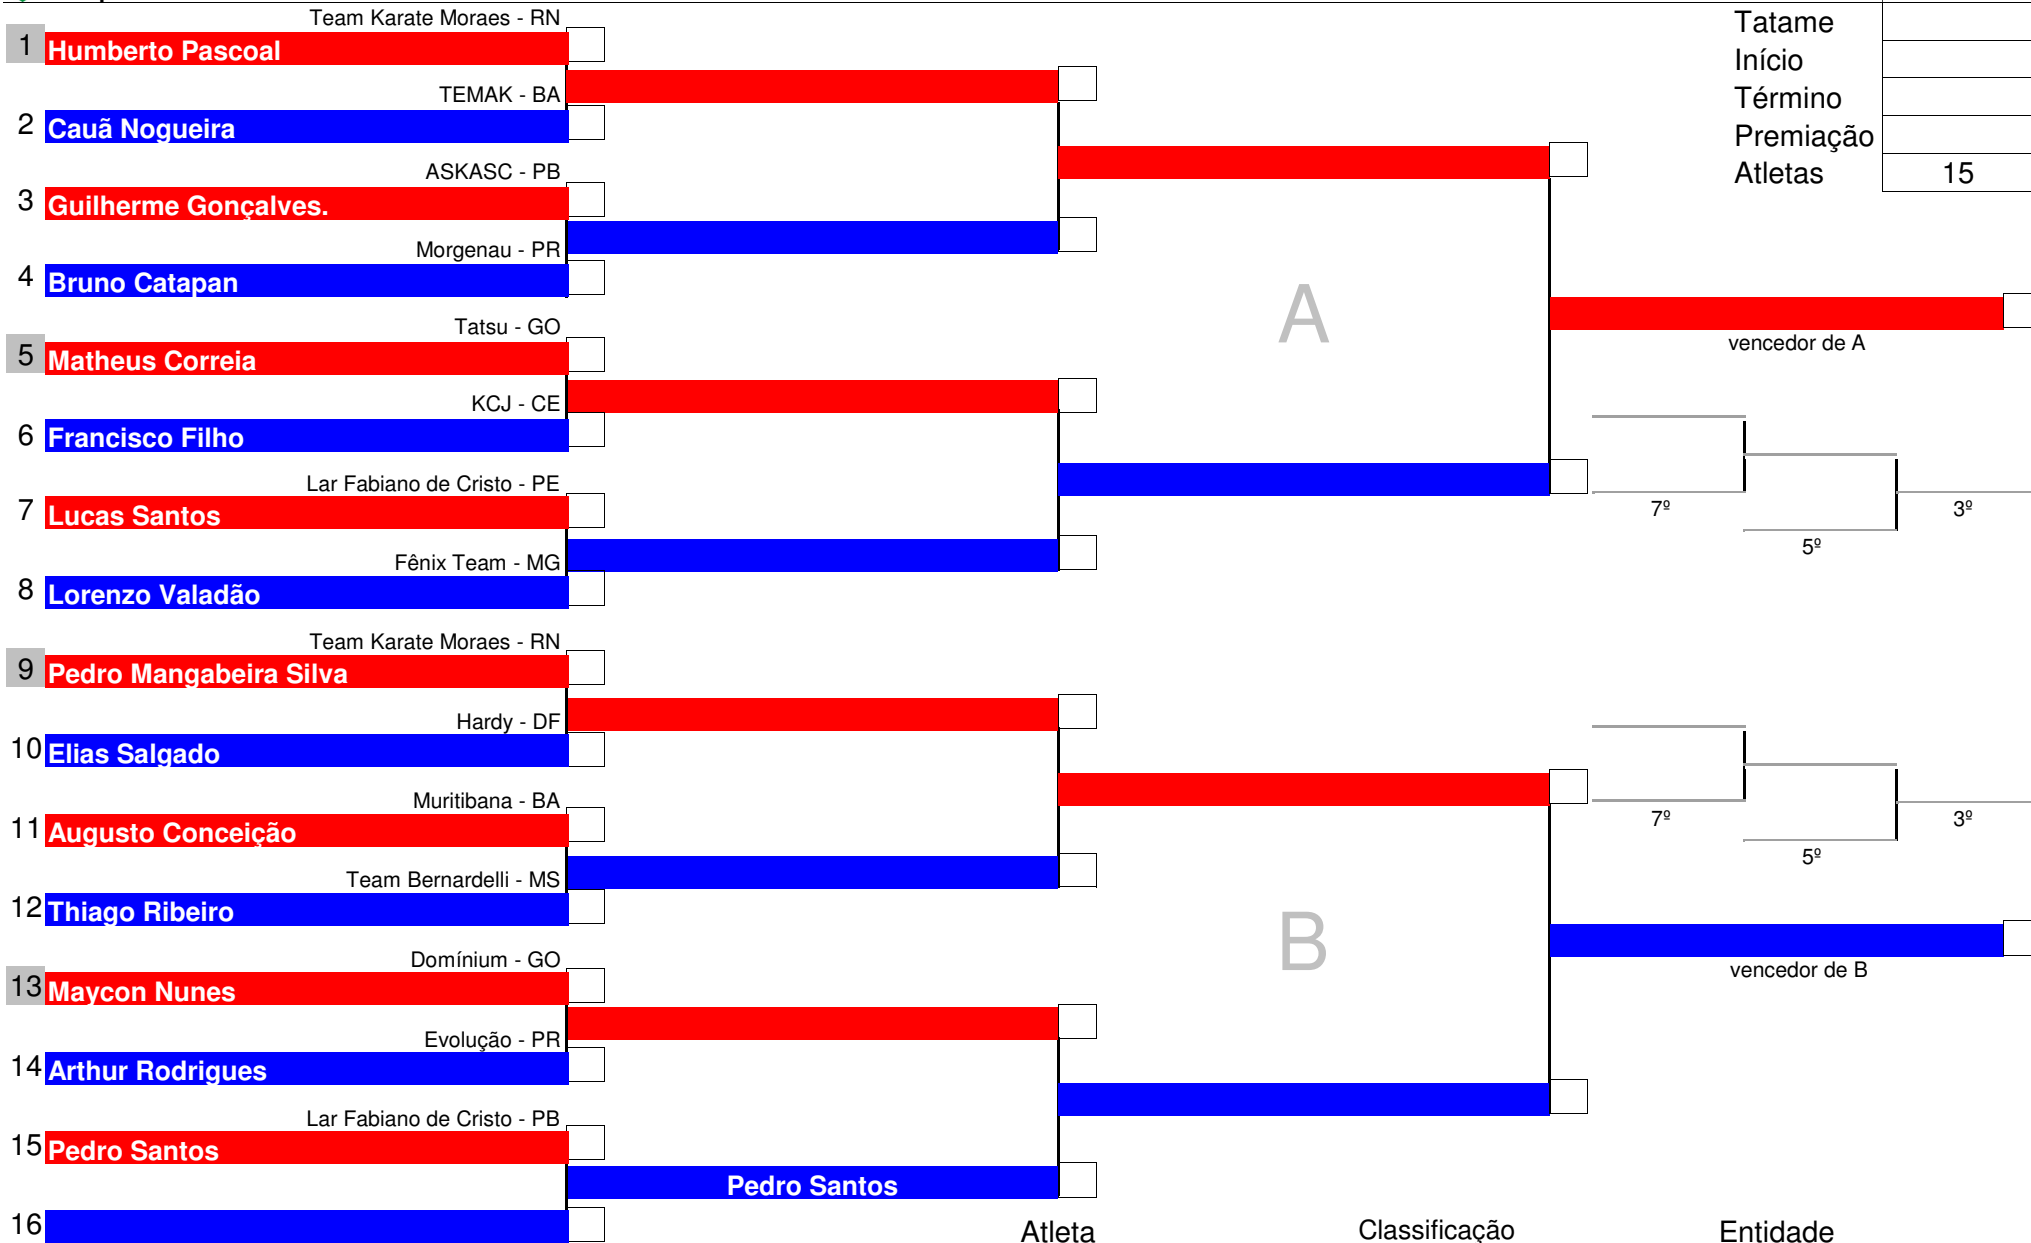 Team Karate Moraes - RN
1 Humberto Pascoal
TEMAK - BA
2 Cauã Nogueira
ASKASC - PB
3 Guilherme Gonçalves.
Morgenau - PR
4 Bruno Catapan
Tatsu - GO
5 Matheus Correia
KCJ - CE
6 Francisco Filho
Lar Fabiano de Cristo - PE
7 Lucas Santos
Fênix Team - MG
8 Lorenzo Valadão
Team Karate Moraes - RN
9 Pedro Mangabeira Silva
Hardy - DF
10 Elias Salgado
Muritibana - BA
11 Augusto Conceição
Team Bernardelli - MS
12 Thiago Ribeiro
Domínium - GO
13 Maycon Nunes
Evolução - PR
14 Arthur Rodrigues
Lar Fabiano de Cristo - PB
15 Pedro Santos
Pedro Santos
16
A
B
Tatame
Início
Término
Premiação
Atletas 15
vencedor de A
7º
3º
5º
7º
3º
5º
vencedor de B
Atleta Classificação Entidade